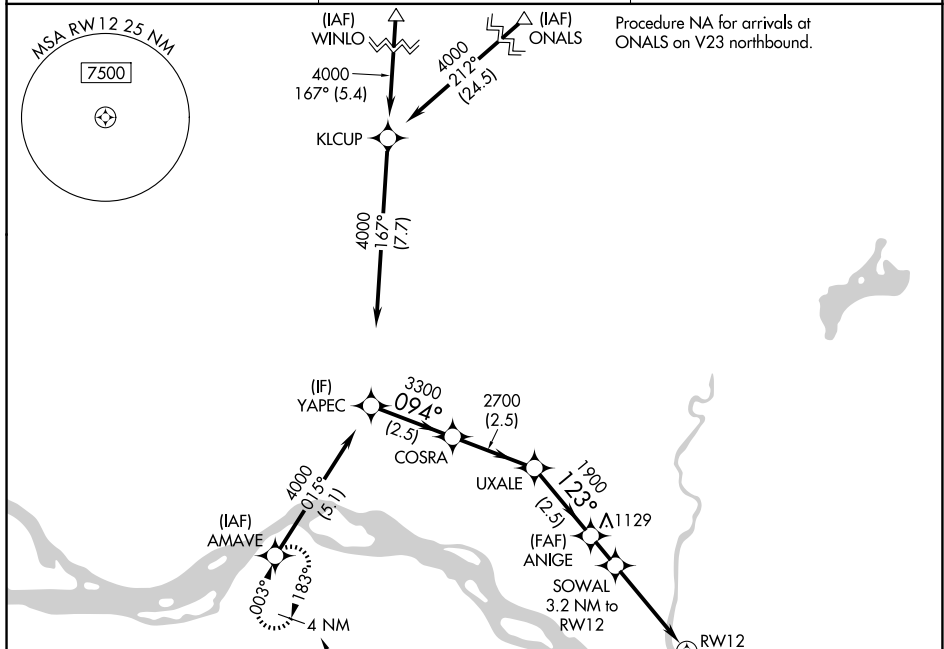 MSA RW12 25 NM
7500
(IAF)
WINLO
(IAF)
ONALS
Procedure NA for arrivals at
ONALS on V23 northbound.
4000
167° (5.4)
4000
212°
(24.5)
KLCUP
4000
167°
(7.7)
(IF)
YAPEC
3300
094°
(2.5)
2700
(2.5)
COSRA
UXALE
1900
123°
(2.5)
1129
4000
015°
(5.1)
(IAF)
AMAVE
(FAF)
ANIGE
SOWAL
3.2 NM to
RW12
003°
183°
4 NM
RW12